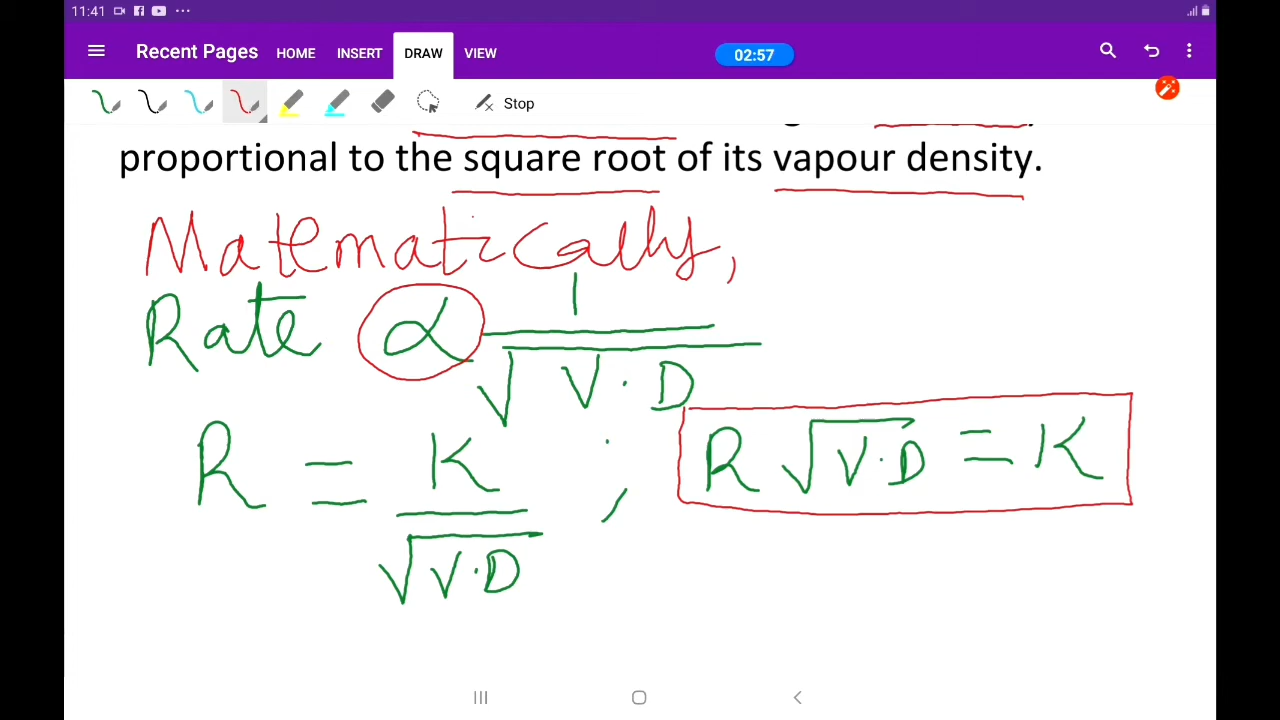 11:41
Recent Pages HOME INSERT DRAW VIEW 02:57
Stop
proportional to the square root of its vapour density.
Matematically,
Rate ∝ 1/√V·D
R = K/√V·D ; R √V·D = K